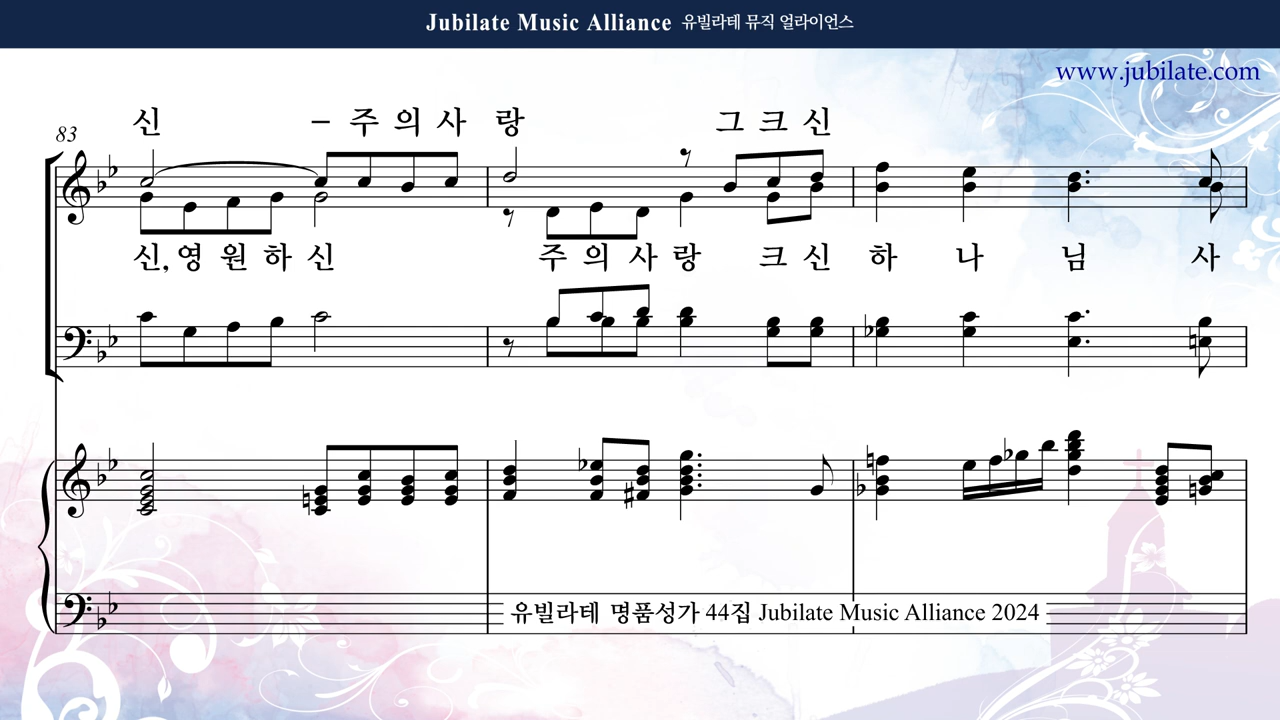 Jubilate Music Alliance 유빌라테 뮤직 얼라이언스
www.jubilate.com
신 – 주 의 사 랑 그 크 신
83
신, 영 원 하 신 주 의 사 랑 크 신 하 나 님 사
유빌라테 명품성가 44집 Jubilate Music Alliance 2024